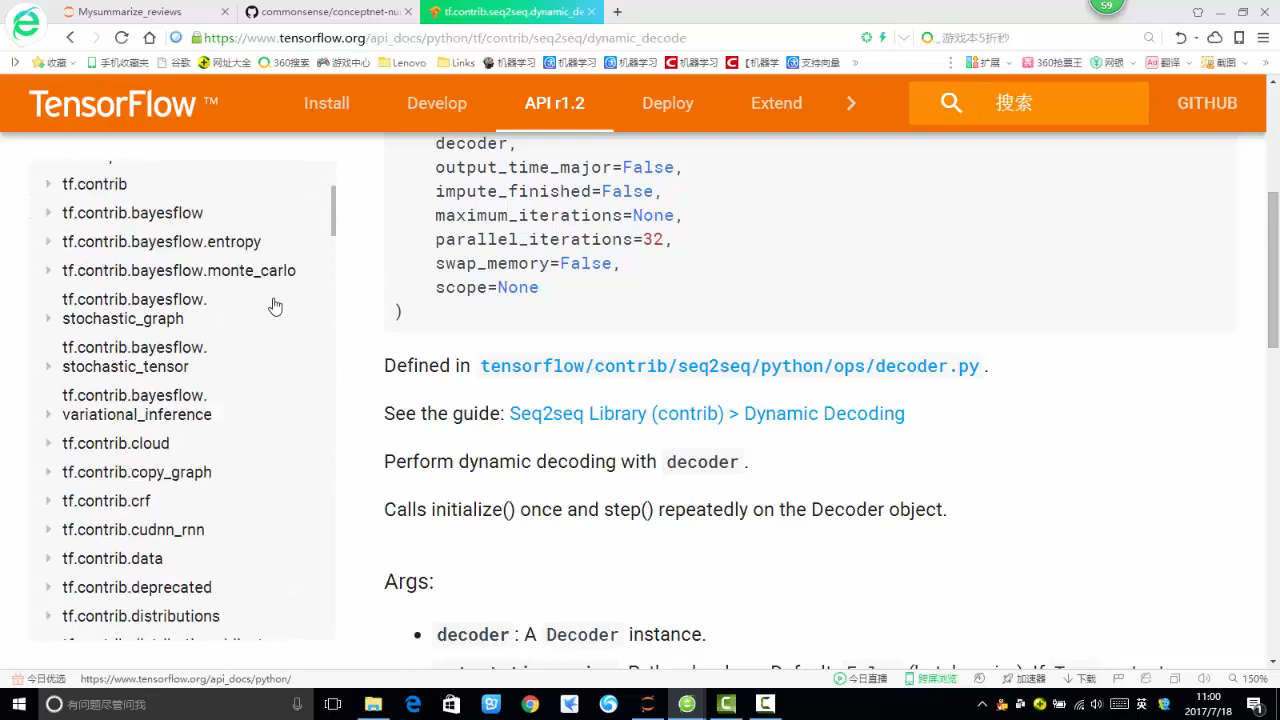 Mysummarize_reviews
commonsense/conceptnet-nu
tf.contrib.seq2seq.dynamic_de
59
https://www.tensorflow.org/api_docs/python/tf/contrib/seq2seq/dynamic_decode
游戏本5折秒
收藏
手机收藏夹
谷歌
网址大全
360搜索
游戏中心
Lenovo
Links
机器学习
机器学习
机器学习
机器学习
【机器学
支持向量
扩展
360抢票王
网银
翻译
截图
TensorFlow ™
Install
Develop
API r1.2
Deploy
Extend
搜索
GITHUB
tf.contrib
tf.contrib.bayesflow
tf.contrib.bayesflow.entropy
tf.contrib.bayesflow.monte_carlo
tf.contrib.bayesflow.
stochastic_graph
tf.contrib.bayesflow.
stochastic_tensor
tf.contrib.bayesflow.
variational_inference
tf.contrib.cloud
tf.contrib.copy_graph
tf.contrib.crf
tf.contrib.cudnn_rnn
tf.contrib.data
tf.contrib.deprecated
tf.contrib.distributions
decoder,
output_time_major=False,
impute_finished=False,
maximum_iterations=None,
parallel_iterations=32,
swap_memory=False,
scope=None
)
Defined in tensorflow/contrib/seq2seq/python/ops/decoder.py.
See the guide: Seq2seq Library (contrib) > Dynamic Decoding
Perform dynamic decoding with decoder.
Calls initialize() once and step() repeatedly on the Decoder object.
Args:
decoder: A Decoder instance.
今日优选
https://www.tensorflow.org/api_docs/python/
今日直播
跨屏浏览
加速器
下载
150%
有问题尽管问我
英
11:00
2017/7/18